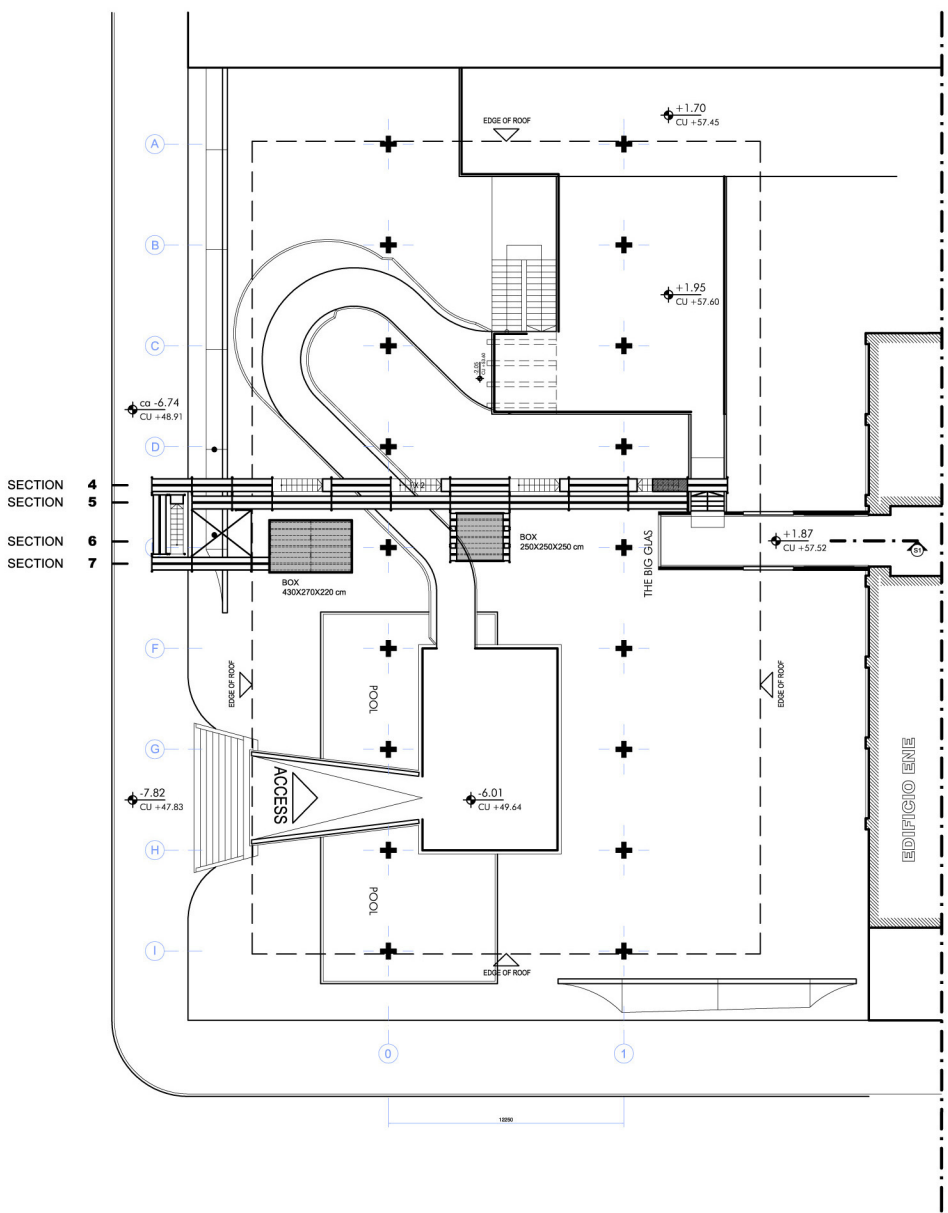 +1.70
CU +57.45
EDGE OF ROOF
A
B
+1.95
CU +57.60
C
ca -6.74
CU +48.91
D
SECTION 4
SECTION 5
SECTION 6
SECTION 7
BOX
250X250X250 cm
BOX
430X270X220 cm
THE BIG GLAS
+1.87
CU +57.52
S1
F
EDGE OF ROOF
EDGE OF ROOF
POOL
G
ACCESS
-7.82
CU +47.83
-6.01
CU +49.64
EDIFICIO ENE
H
POOL
I
EDGE OF ROOF
0
1
12250